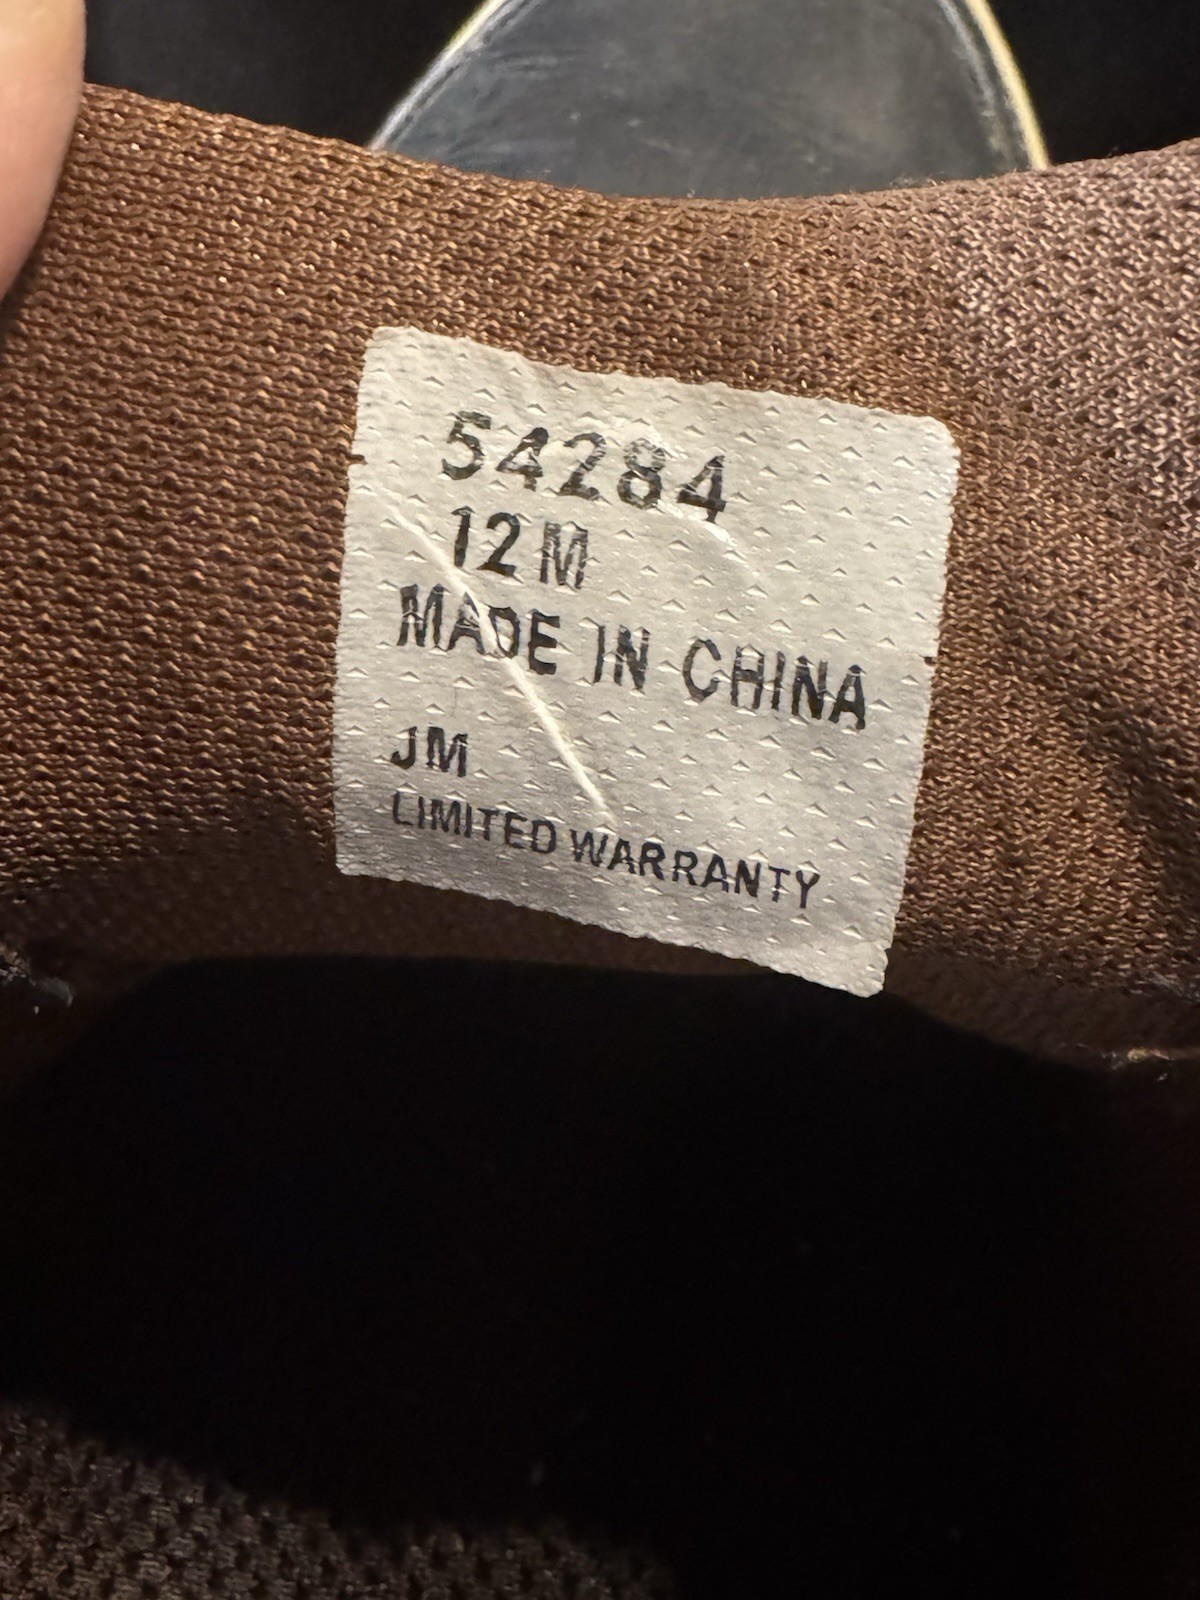 54284
12 M
MADE IN CHINA
JM
LIMITED WARRANTY